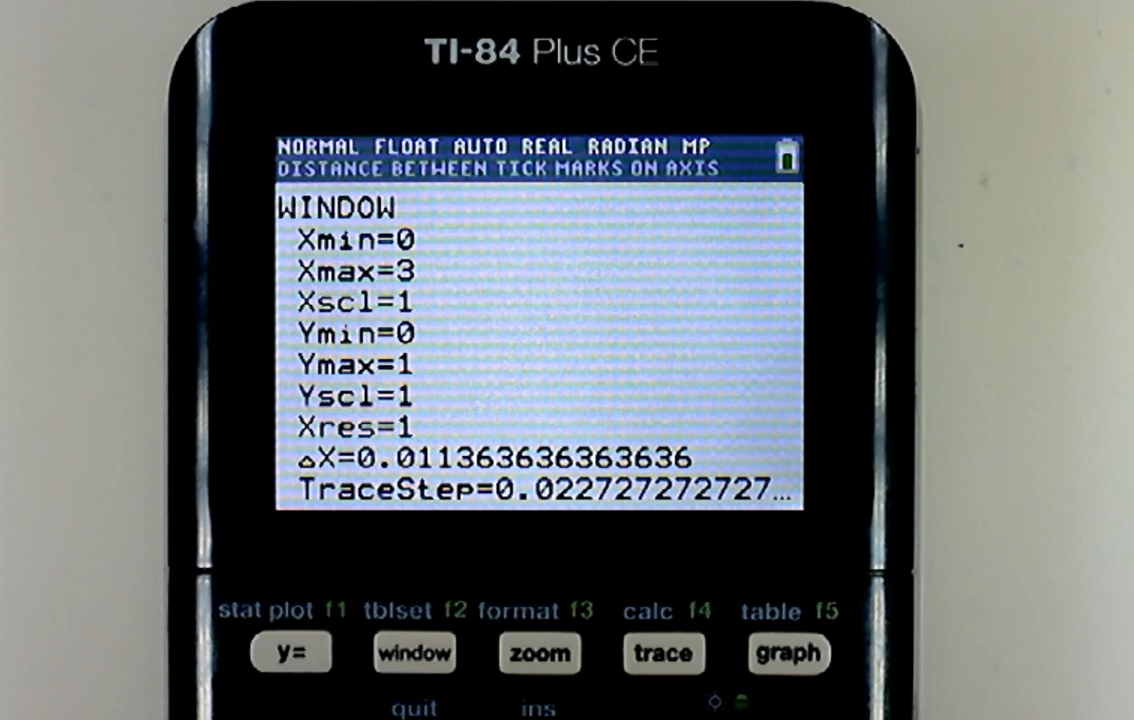 TI-84 Plus CE
NORMAL FLOAT AUTO REAL RADIAN MP
DISTANCE BETWEEN TICK MARKS ON AXIS
WINDOW
Xmin=0
Xmax=3
Xscl=1
Ymin=0
Ymax=1
Yscl=1
Xres=1
△X=0.011363636363636
TraceStep=0.022727272727…
stat plot f1 tblset f2 format f3 calc f4 table f5
y= window zoom trace graph
quit ins